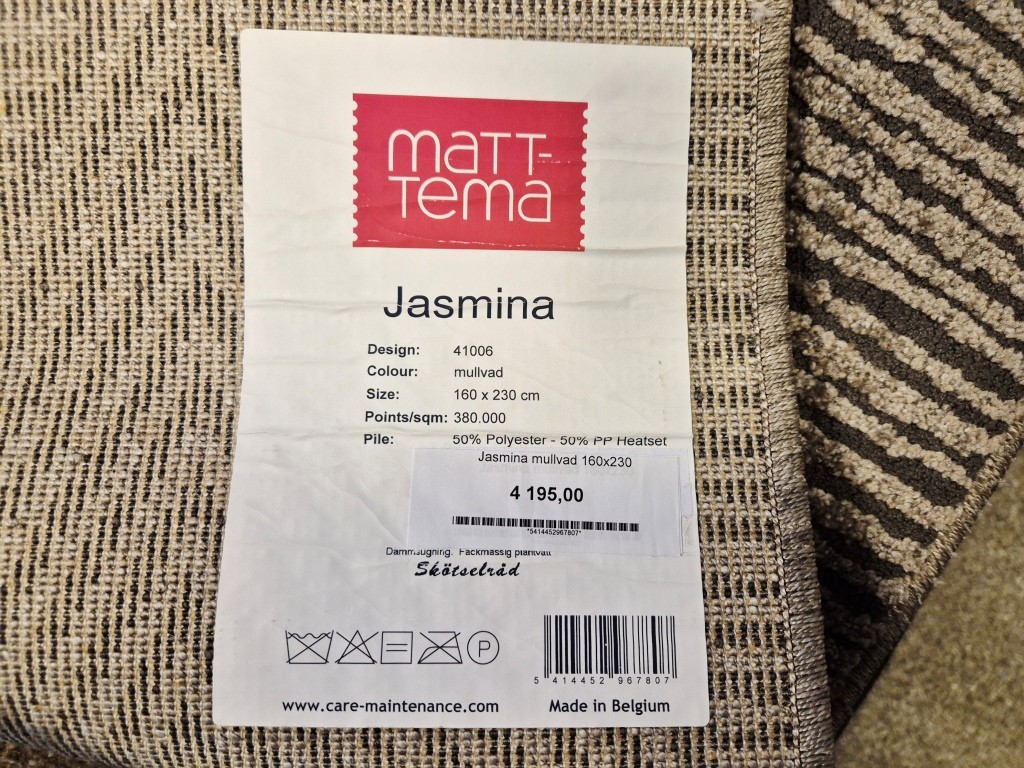 matt-
tema
Jasmina
Design: 41006
Colour: mullvad
Size: 160 x 230 cm
Points/sqm: 380.000
Pile: 50% Polyester - 50% PP Heatset
Jasmina mullvad 160x230
4 195,00
*5414452967807*
Dammsugning. Fackmässig plantvätt
Skötselråd
P
5 414452 967807
www.care-maintenance.com
Made in Belgium